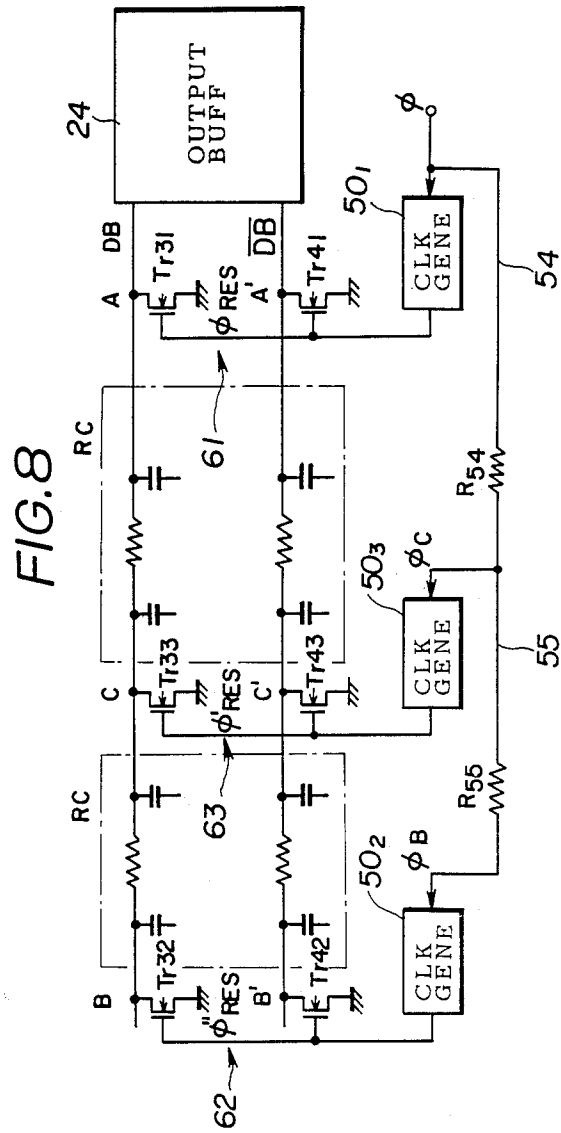 FIG.8
24
OUTPUT
BUFF
DB
D̅B̅
A
Tr31
ϕRES
A'
Tr41
61
RC
C
Tr33
ϕ'RES
C'
Tr43
63
RC
B
Tr32
ϕ"RES
B'
Tr42
62
ϕ
50₁
CLK
GENE
54
R54
ϕC
50₃
CLK
GENE
55
R55
ϕB
50₂
CLK
GENE